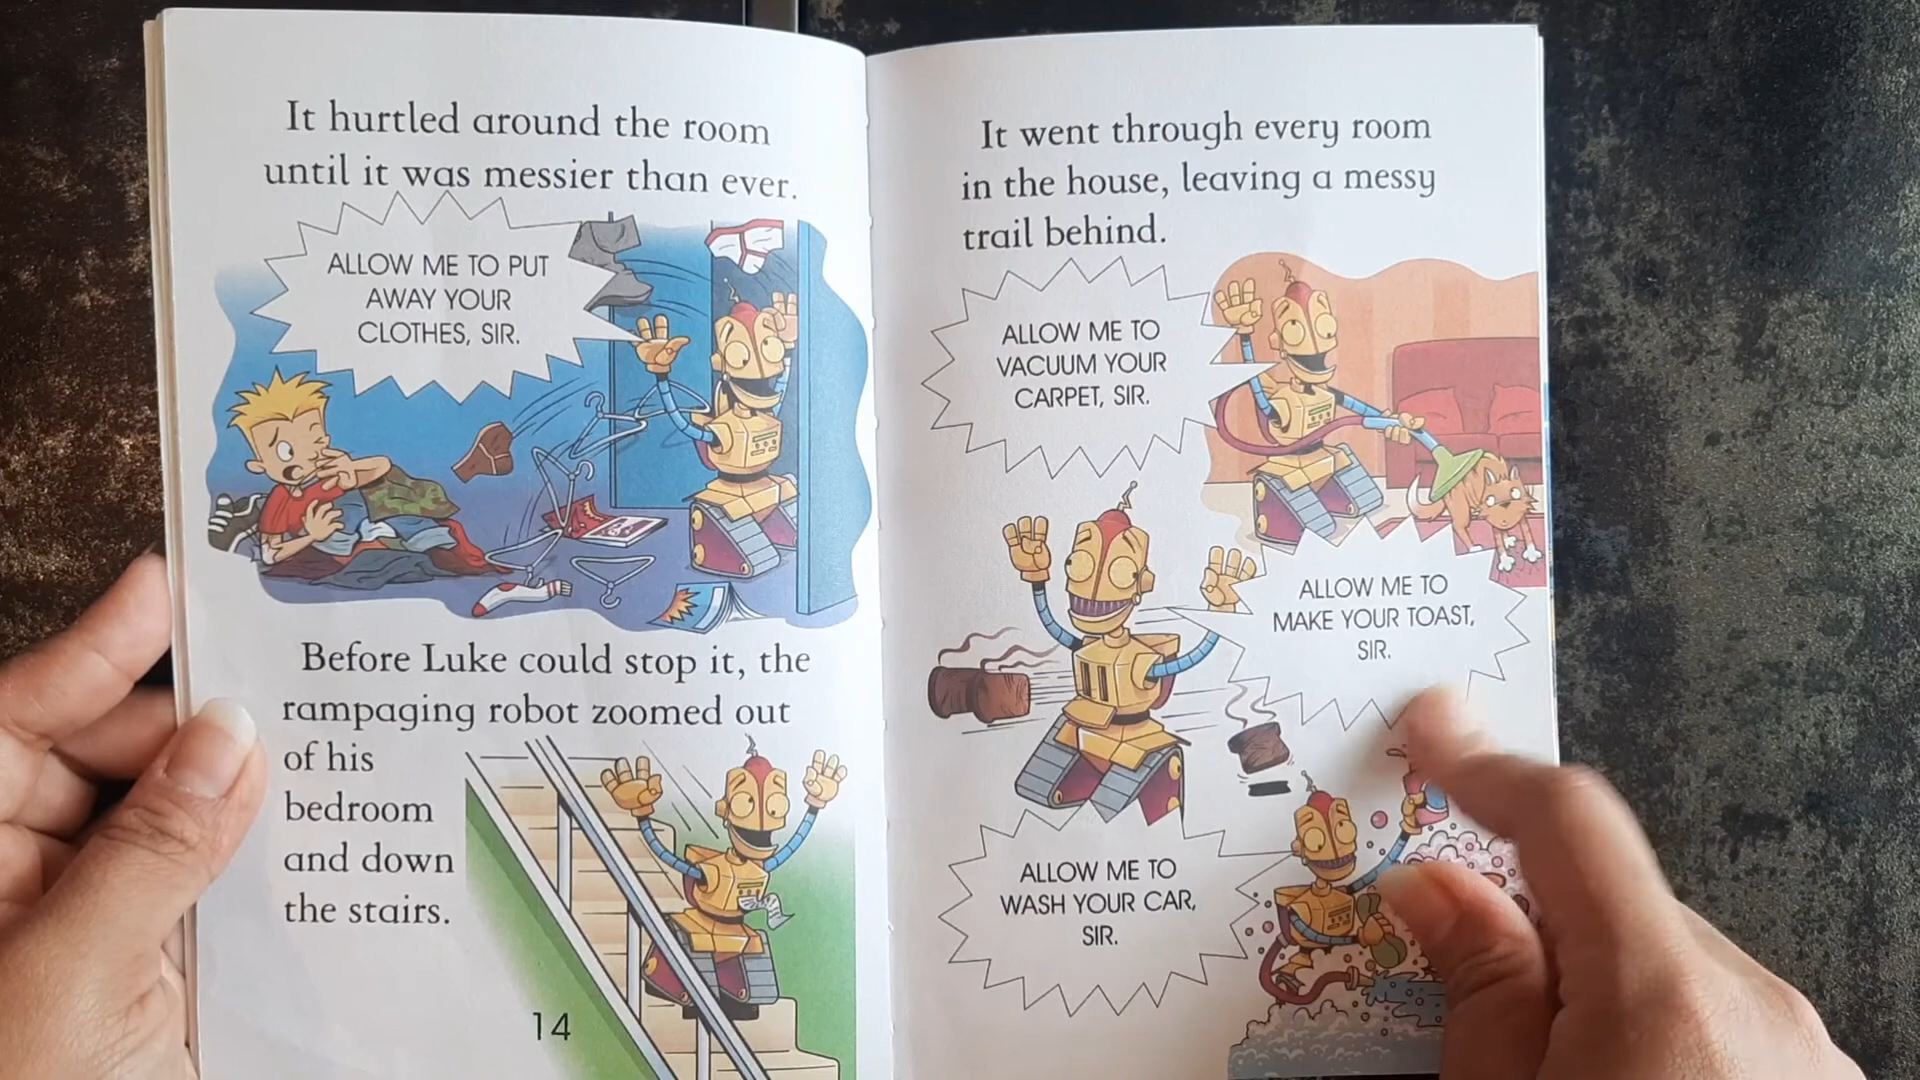 It hurtled around the room
until it was messier than ever.
ALLOW ME TO PUT
AWAY YOUR
CLOTHES, SIR.
Before Luke could stop it, the
rampaging robot zoomed out
of his
bedroom
and down
the stairs.
14
It went through every room
in the house, leaving a messy
trail behind.
ALLOW ME TO
VACUUM YOUR
CARPET, SIR.
ALLOW ME TO
MAKE YOUR TOAST,
SIR.
ALLOW ME TO
WASH YOUR CAR,
SIR.